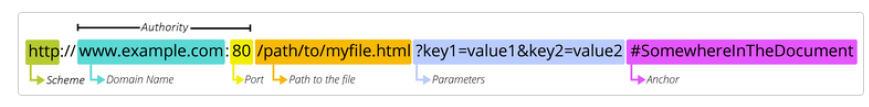 Authority
http://www.example.com:80/path/to/myfile.html?key1=value1&key2=value2#SomewhereInTheDocument
Scheme Domain Name Port Path to the file Parameters Anchor